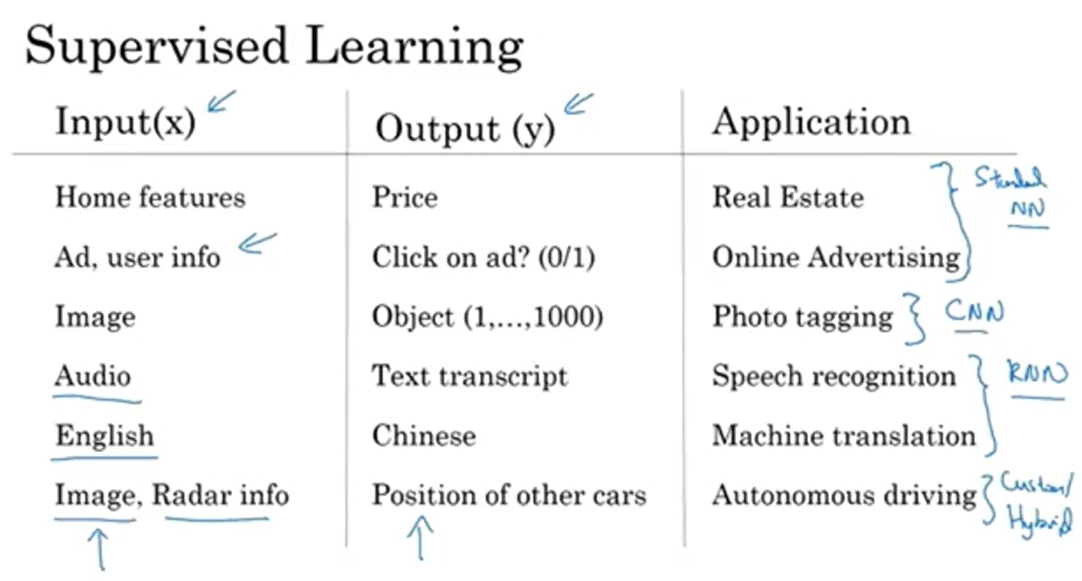 Supervised Learning
Input(x) Output (y) Application
Home features Price Real Estate Standard
NN
Ad, user info Click on ad? (0/1) Online Advertising
Image Object (1,...,1000) Photo tagging CNN
Audio Text transcript Speech recognition RNN
English Chinese Machine translation
Image, Radar info Position of other cars Autonomous driving Custom/
Hybrid